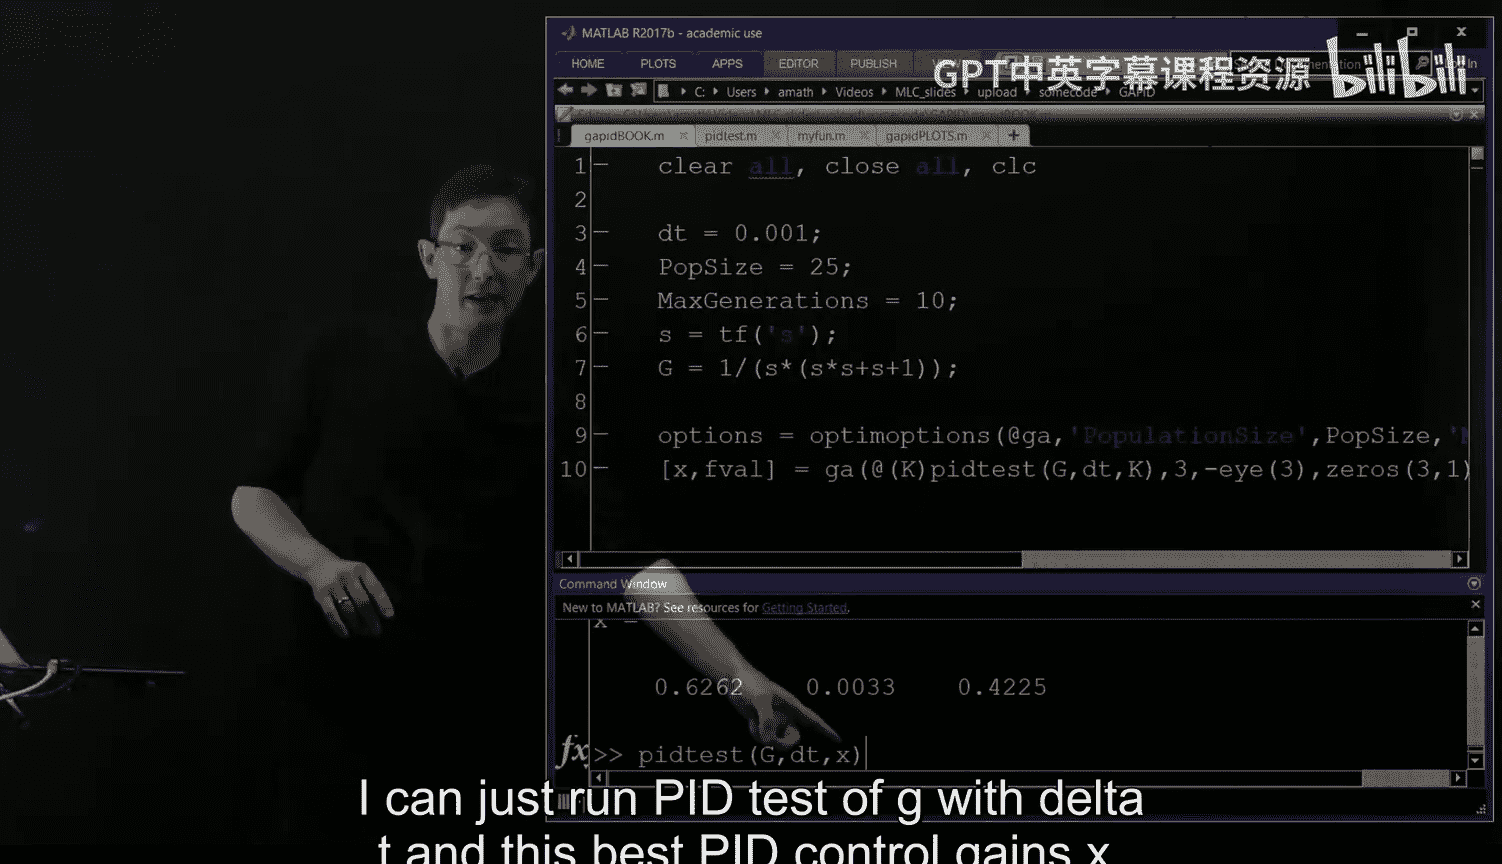 MATLAB R2017b - academic use
HOME PLOTS APPS EDITOR PUBLISH
GPT中英字幕课程资源 bilibili
C: Users amath Videos MLC_slides upload somecode GAPID
gapidBOOK.m pidtest.m myfun.m gapidPLOTS.m +
1 clear all, close all, clc
2
3 dt = 0.001;
4 PopSize = 25;
5 MaxGenerations = 10;
6 s = tf('s');
7 G = 1/(s*(s*s+s+1));
8
9 options = optimoptions(@ga,'PopulationSize',PopSize,'M
10 [x,fval] = ga(@(K)pidtest(G,dt,K),3,-eye(3),zeros(3,1)
Command Window
New to MATLAB? See resources for Getting Started.
x =
0.6262 0.0033 0.4225
fx >> pidtest(G,dt,x)
I can just run PID test of g with delta
t and this best PID control gains x